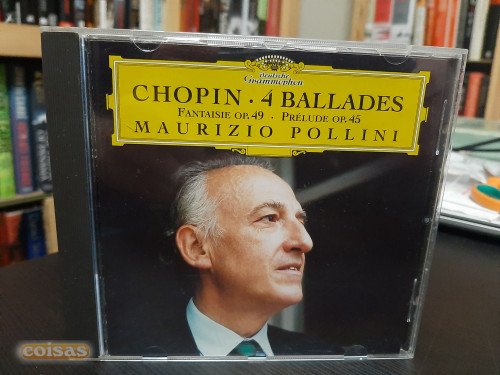 Deutsche
Grammophon
CHOPIN · 4 BALLADES
FANTAISIE OP. 49 · PRÉLUDE OP. 45
MAURIZIO POLLINI
coisas